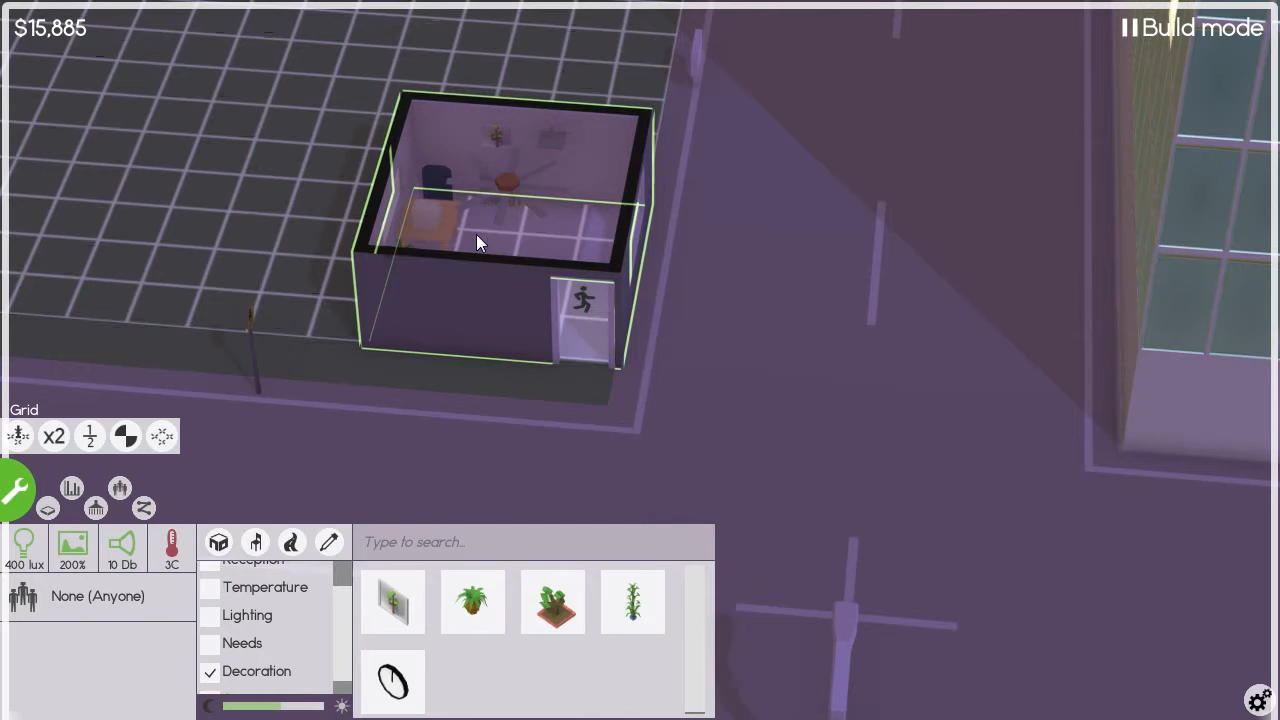 $15,885
Build mode
Grid
x2
1/2
400 lux
200%
10 Db
3C
Type to search...
Reception
None (Anyone)
Temperature
Lighting
Needs
Decoration